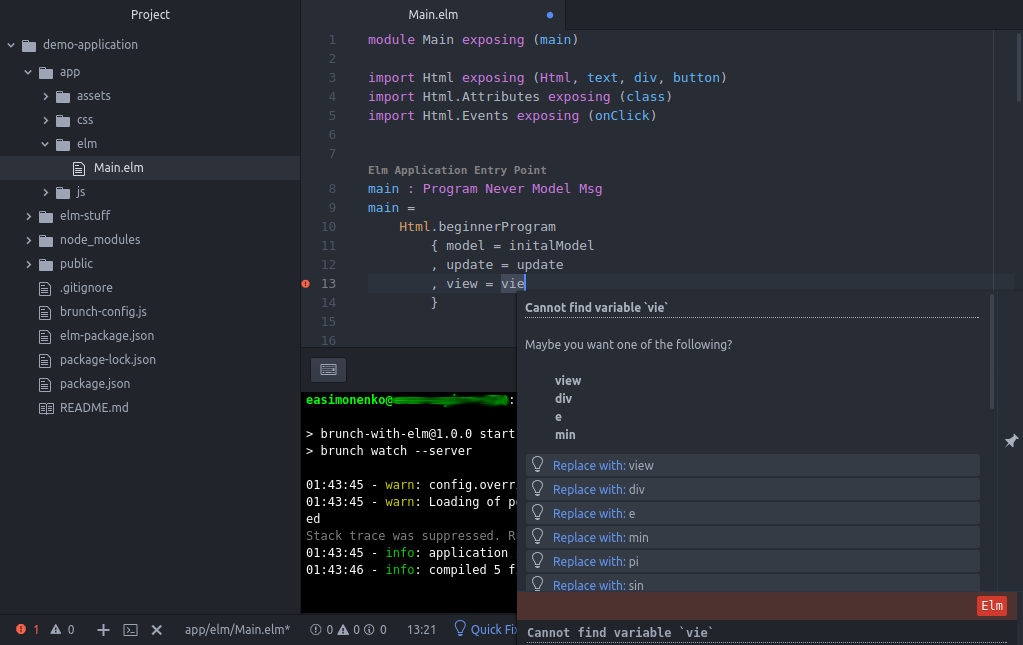 Project
demo-application
app
assets
css
elm
Main.elm
js
elm-stuff
node_modules
public
.gitignore
brunch-config.js
elm-package.json
package-lock.json
package.json
README.md
Main.elm
1 module Main exposing (main)
2
3 import Html exposing (Html, text, div, button)
4 import Html.Attributes exposing (class)
5 import Html.Events exposing (onClick)
6
7
Elm Application Entry Point
8 main : Program Never Model Msg
9 main =
10 Html.beginnerProgram
11 { model = initalModel
12 , update = update
13 , view = vie
14 }
15
16
Cannot find variable `vie`
Maybe you want one of the following?
view
div
e
min
Replace with: view
Replace with: div
Replace with: e
Replace with: min
Replace with: pi
Replace with: sin
Elm
Cannot find variable `vie`
easimonenko@ :
> brunch-with-elm@1.0.0 start
> brunch watch --server
01:43:45 - warn: config.overr
01:43:45 - warn: Loading of
ed
Stack trace was suppressed. R
01:43:45 - info: application
01:43:46 - info: compiled 5
1 0 app/elm/Main.elm* 0 0 0 13:21 Quick Fix